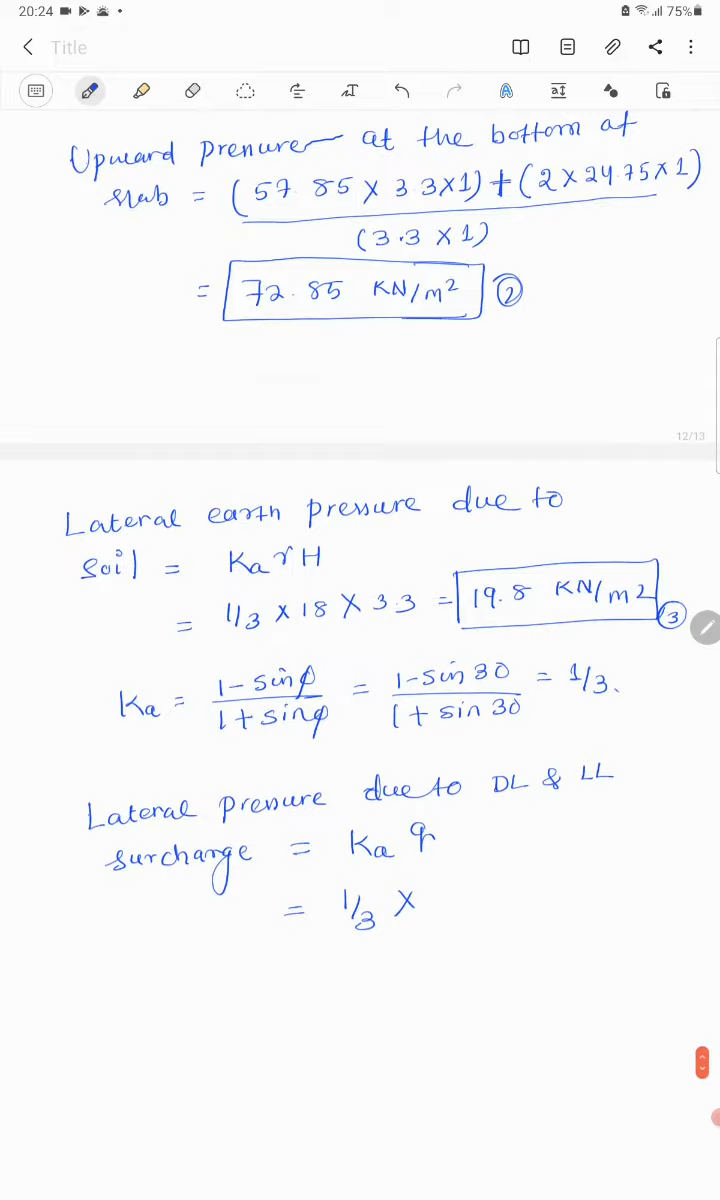 20:24
75%
Title
Upward pressure at the bottom at
slab = (57.85 X 3.3X1) + (2 X 24.75 X 1)
(3.3 X 1)
= 72.85 KN/m² ②
12/13
Lateral earth pressure due to
soil = Ka γ H
= 1/3 X 18 X 3.3 = 19.8 KN/m2 ③
Ka = 1 - sinφ / 1 + sinφ = 1 - sin 30 / 1 + sin 30 = 1/3.
Lateral pressure due to DL & LL
surcharge = Ka q
= 1/3 X